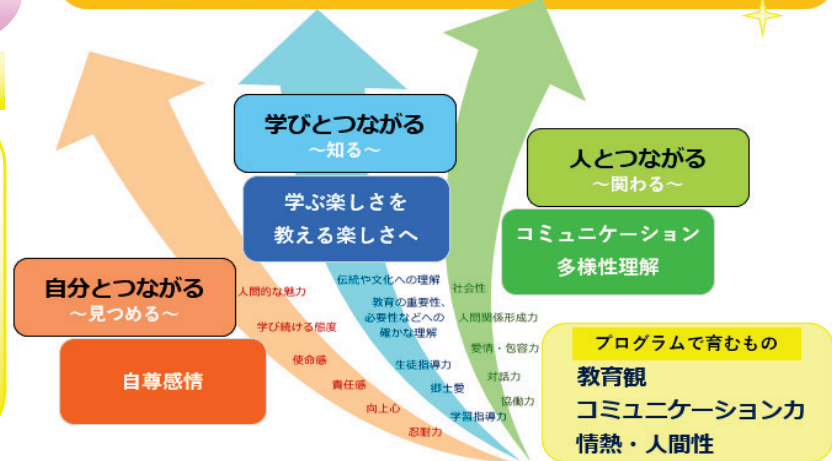 学びとつながる
～知る～
学ぶ楽しさを
教える楽しさへ
人とつながる
～関わる～
コミュニケーション
多様性理解
自分とつながる
～見つめる～
自尊感情
人間的な魅力
学び続ける態度
使命感
責任感
向上心
忍耐力
伝統や文化への理解
教育の重要性、
必要性などへの
確かな理解
生徒指導力
郷土愛
学習指導力
社会性
人間関係形成力
愛情・包容力
対話力
協働力
プログラムで育むもの
教育観
コミュニケーション力
情熱・人間性